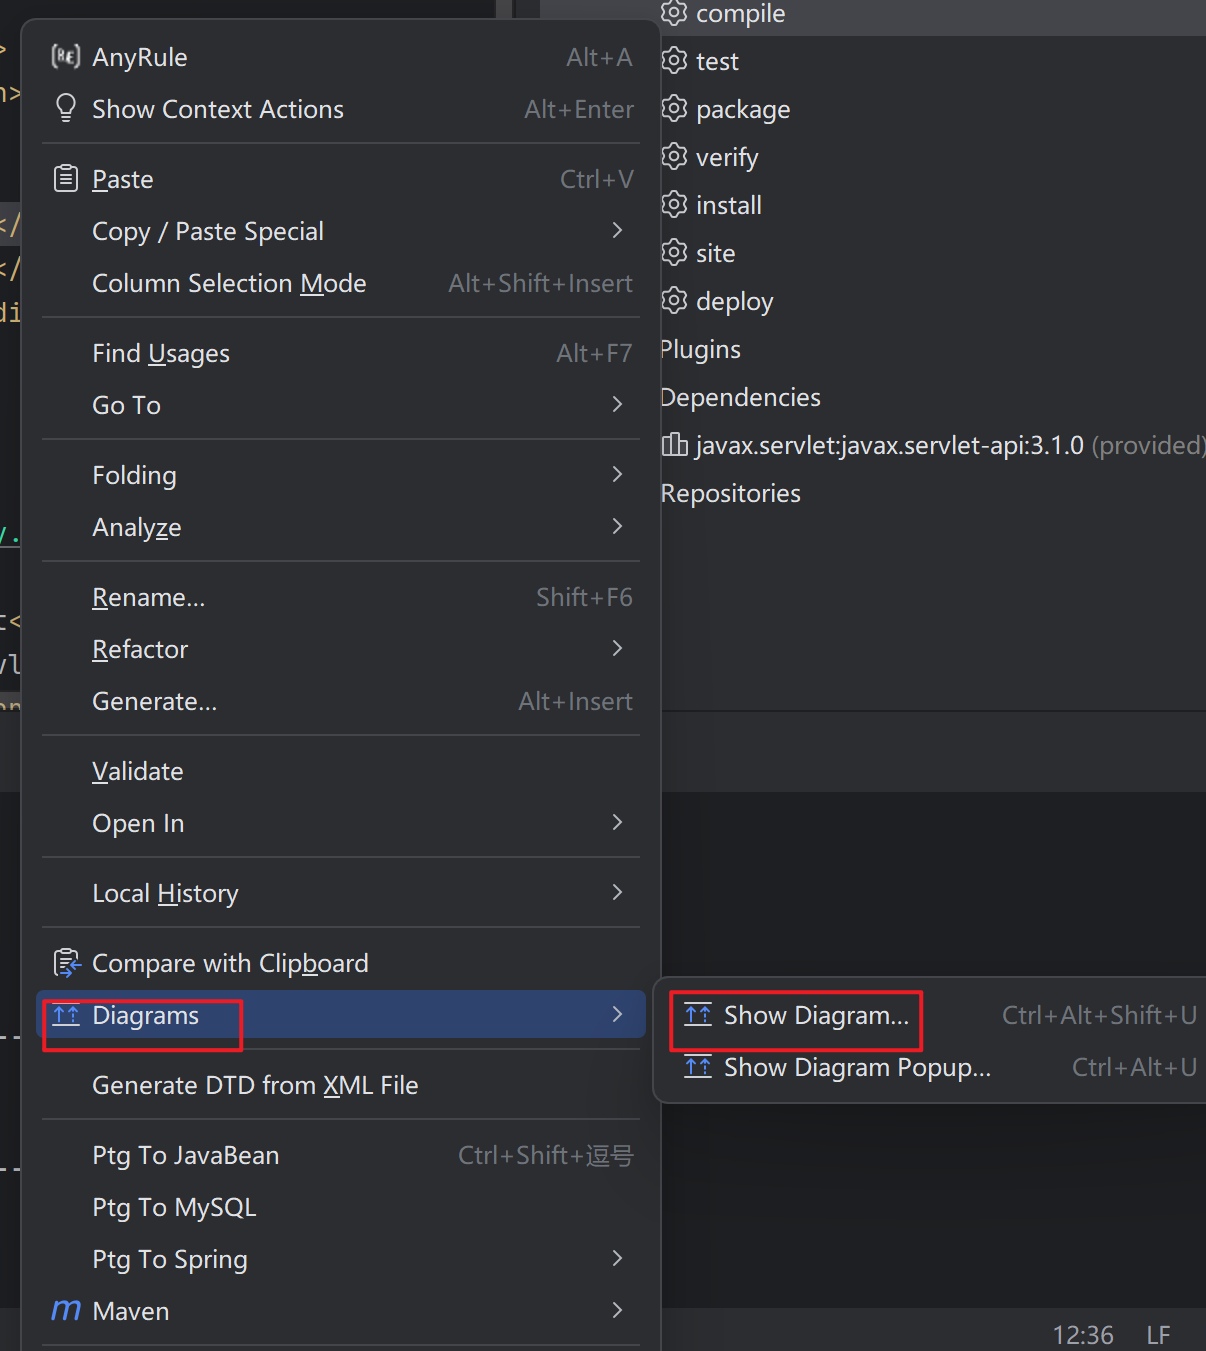 AnyRule Alt+A
Show Context Actions Alt+Enter
Paste Ctrl+V
Copy / Paste Special
Column Selection Mode Alt+Shift+Insert
Find Usages Alt+F7
Go To
Folding
Analyze
Rename... Shift+F6
Refactor
Generate... Alt+Insert
Validate
Open In
Local History
Compare with Clipboard
Diagrams
Generate DTD from XML File
Ptg To JavaBean Ctrl+Shift+逗号
Ptg To MySQL
Ptg To Spring
Maven
compile
test
package
verify
install
site
deploy
Plugins
Dependencies
javax.servlet:javax.servlet-api:3.1.0 (provided)
Repositories
Show Diagram... Ctrl+Alt+Shift+U
Show Diagram Popup... Ctrl+Alt+U
12:36 LF